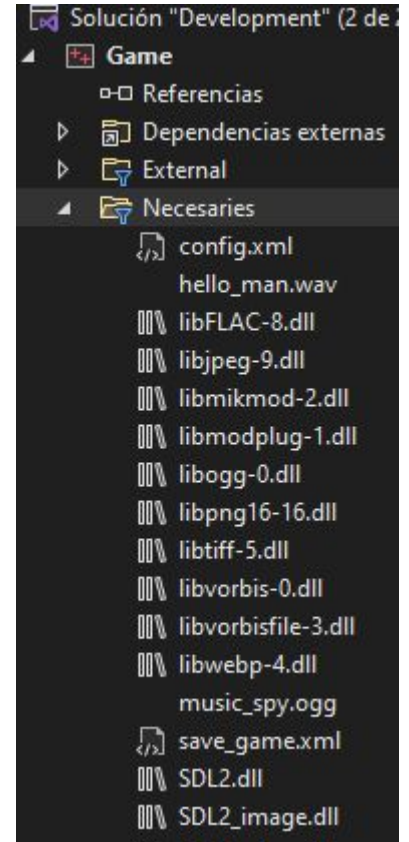 Solución "Development" (2 de
Game
Referencias
Dependencias externas
External
Necesaries
config.xml
hello_man.wav
libFLAC-8.dll
libjpeg-9.dll
libmikmod-2.dll
libmodplug-1.dll
libogg-0.dll
libpng16-16.dll
libtiff-5.dll
libvorbis-0.dll
libvorbisfile-3.dll
libwebp-4.dll
music_spy.ogg
save_game.xml
SDL2.dll
SDL2_image.dll